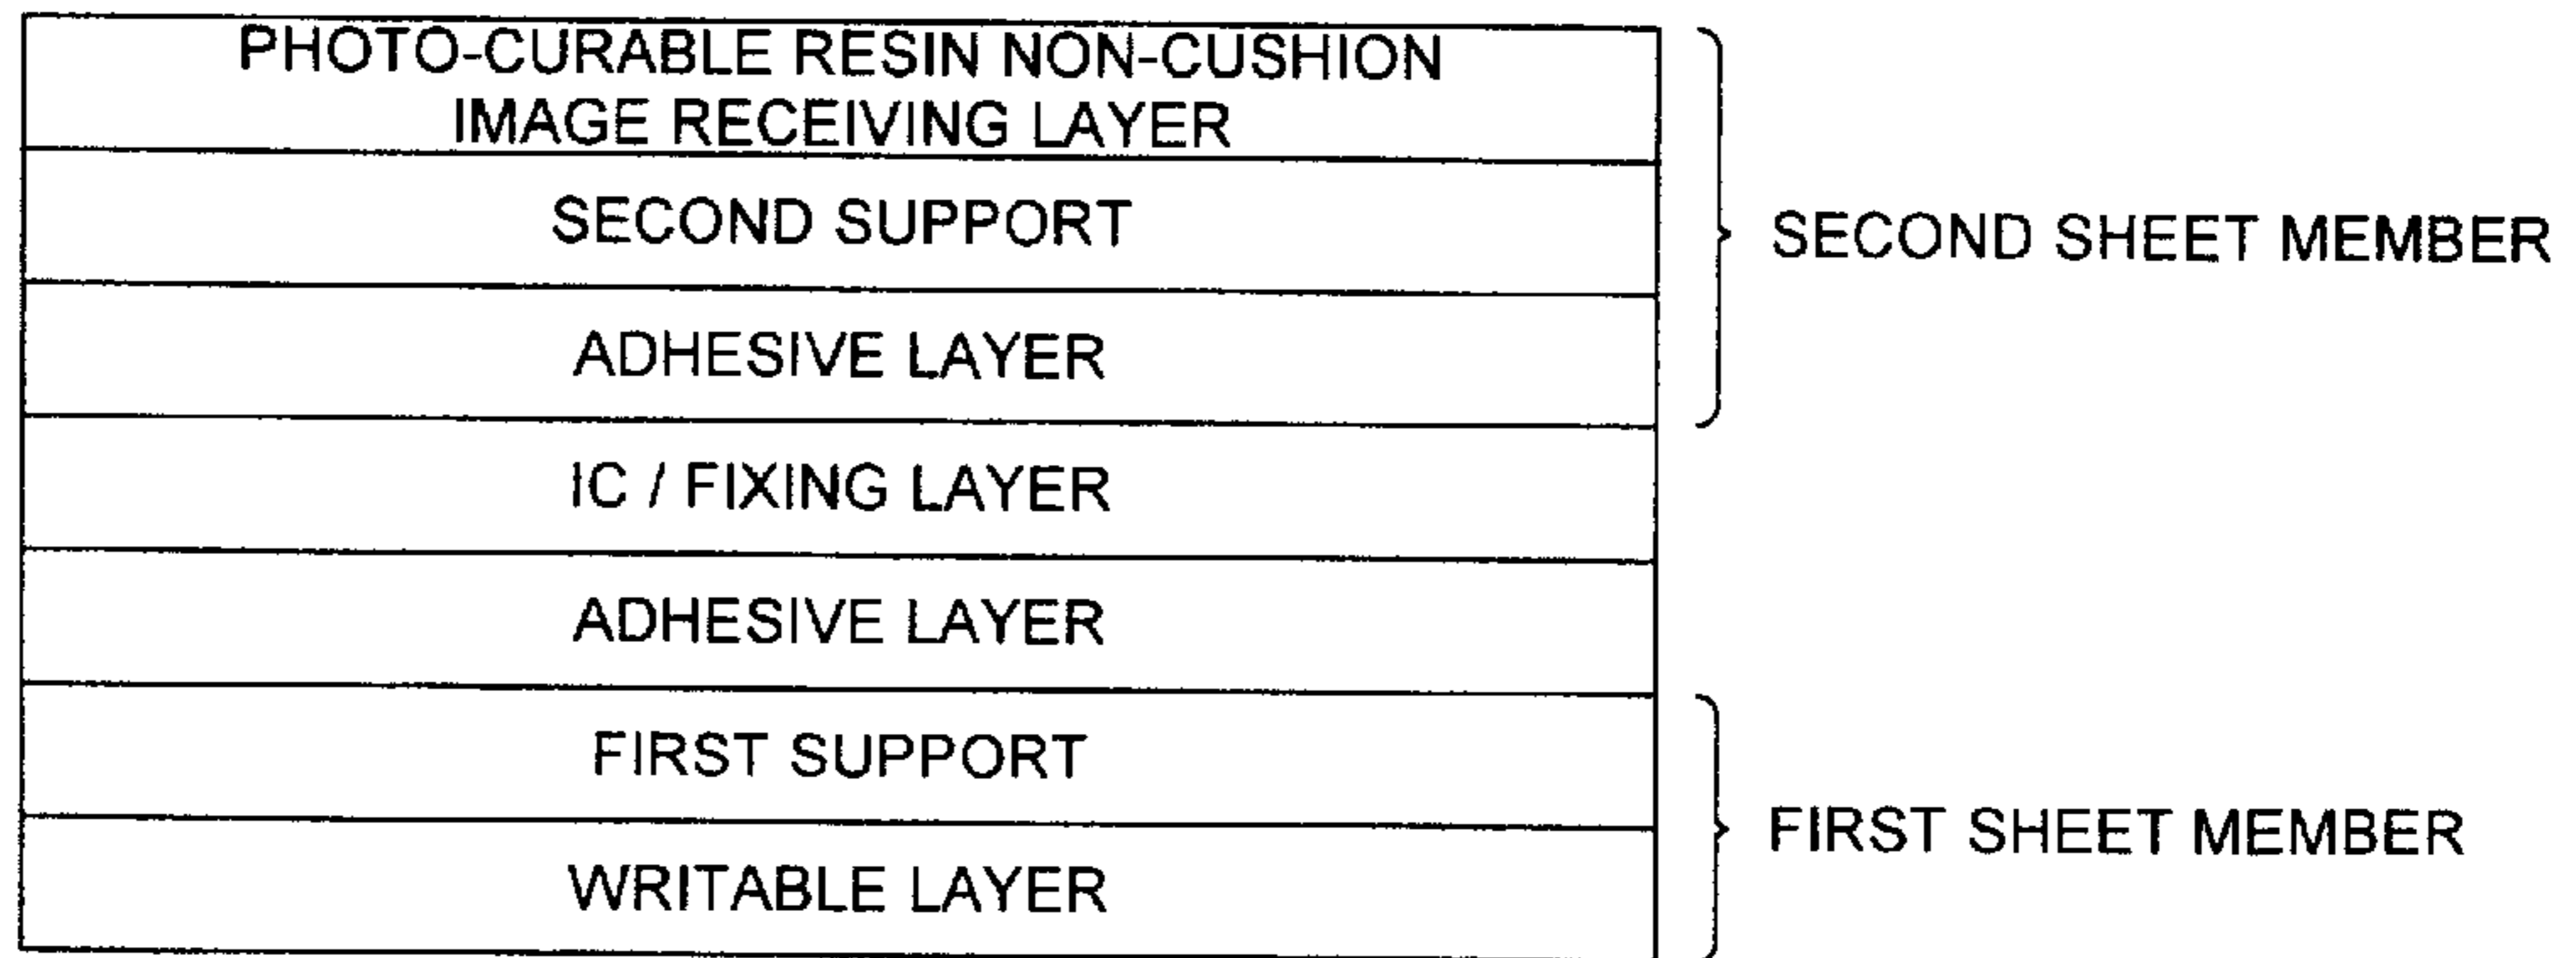 PHOTO-CURABLE RESIN NON-CUSHION
IMAGE RECEIVING LAYER
SECOND SUPPORT
ADHESIVE LAYER
SECOND SHEET MEMBER
IC / FIXING LAYER
ADHESIVE LAYER
FIRST SUPPORT
WRITABLE LAYER
FIRST SHEET MEMBER